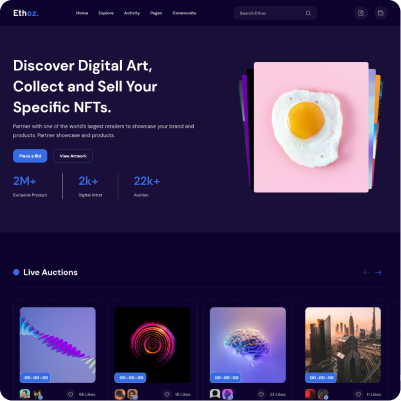 Ethoz.
Home Explore Activity Pages Community
Search Ethoz
Discover Digital Art,
Collect and Sell Your
Specific NFTs.
Partner with one of the world's largest retailers to showcase your brand and
products. Partner showcase and products.
Place a Bid View Artwork
2M+ 2k+ 22k+
Exclusive Product Digital Artist Auction
Live Auctions
00 : 00 : 00 00 : 00 : 00 00 : 00 : 00 00 : 00 : 00
96 Likes 18 Likes 23 Likes 11 Likes